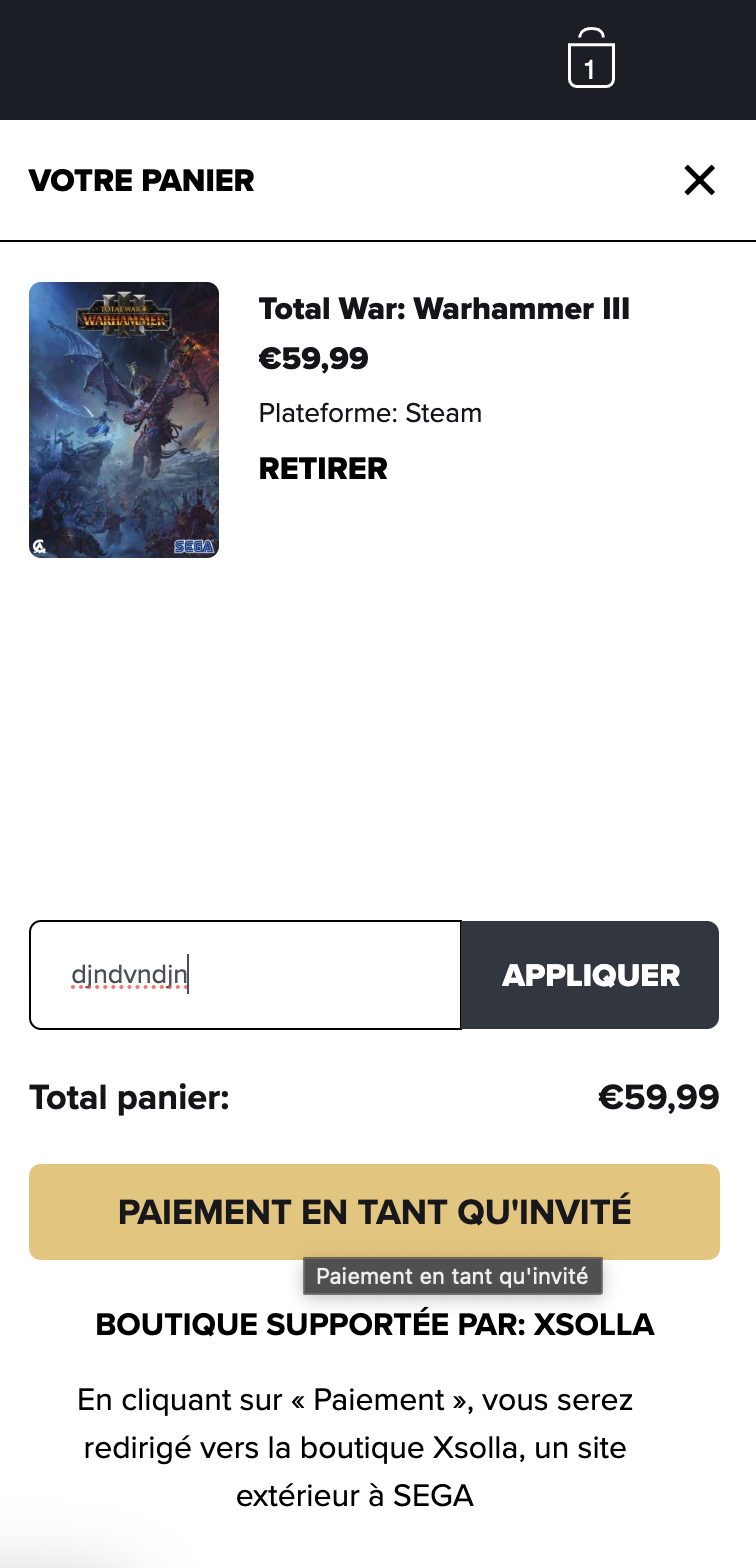 1
VOTRE PANIER
TOTAL WAR
WARHAMMER
III
SEGA
Total War: Warhammer III
€59,99
Plateforme: Steam
RETIRER
djndvndjn
APPLIQUER
Total panier:
€59,99
PAIEMENT EN TANT QU'INVITÉ
Paiement en tant qu'invité
BOUTIQUE SUPPORTÉE PAR: XSOLLA
En cliquant sur « Paiement », vous serez
redirigé vers la boutique Xsolla, un site
extérieur à SEGA